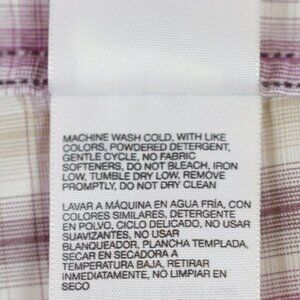 MACHINE WASH COLD, WITH LIKE
COLORS, POWDERED DETERGENT,
GENTLE CYCLE, NO FABRIC
SOFTENERS, DO NOT BLEACH, IRON
LOW, TUMBLE DRY LOW. REMOVE
PROMPTLY, DO NOT DRY CLEAN
LAVAR A MÁQUINA EN AGUA FRÍA, CON
COLORES SIMILARES, DETERGENTE
EN POLVO, CICLO DELICADO, NO USAR
SUAVIZANTES, NO USAR
BLANQUEADOR, PLANCHA TEMPLADA,
SECAR EN SECADORA A
TEMPERATURA BAJA, RETIRAR
INMEDIATAMENTE, NO LIMPIAR EN
SECO